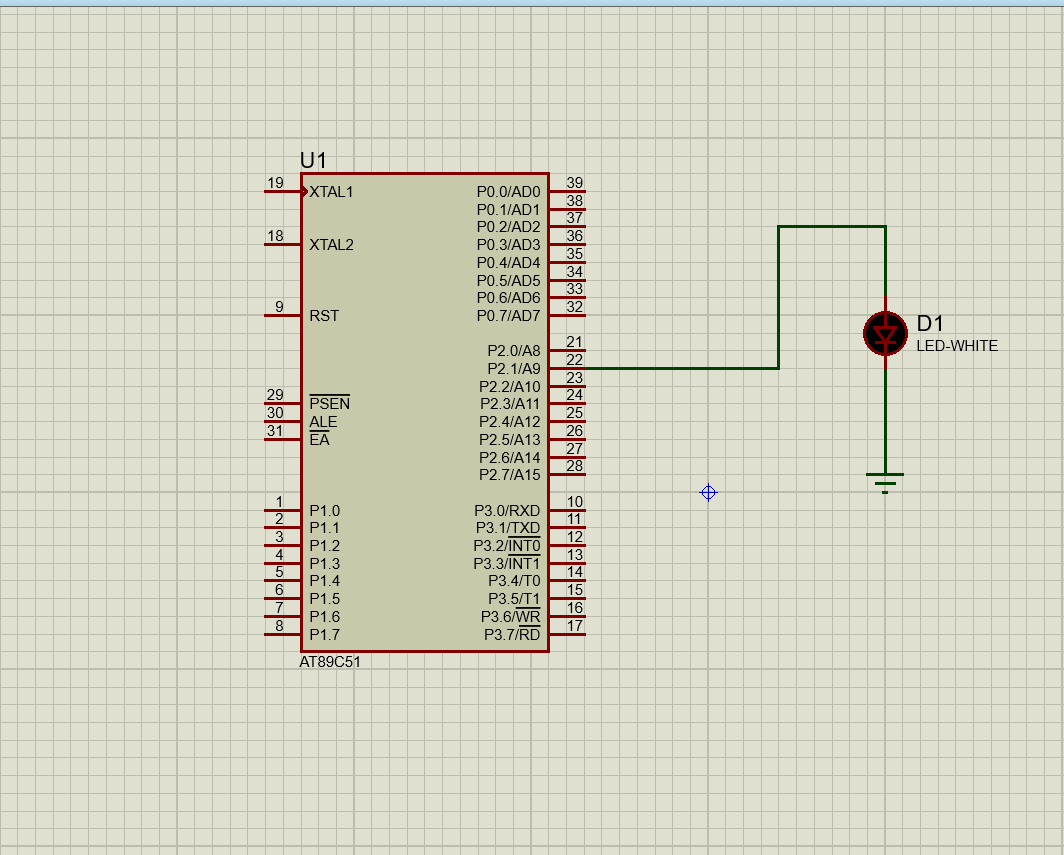 U1
19 XTAL1
18 XTAL2
9 RST
29 PSEN
30 ALE
31 EA
1 P1.0
2 P1.1
3 P1.2
4 P1.3
5 P1.4
6 P1.5
7 P1.6
8 P1.7
P0.0/AD0 39
P0.1/AD1 38
P0.2/AD2 37
P0.3/AD3 36
P0.4/AD4 35
P0.5/AD5 34
P0.6/AD6 33
P0.7/AD7 32
P2.0/A8 21
P2.1/A9 22
P2.2/A10 23
P2.3/A11 24
P2.4/A12 25
P2.5/A13 26
P2.6/A14 27
P2.7/A15 28
P3.0/RXD 10
P3.1/TXD 11
P3.2/INT0 12
P3.3/INT1 13
P3.4/T0 14
P3.5/T1 15
P3.6/WR 16
P3.7/RD 17
AT89C51
D1
LED-WHITE